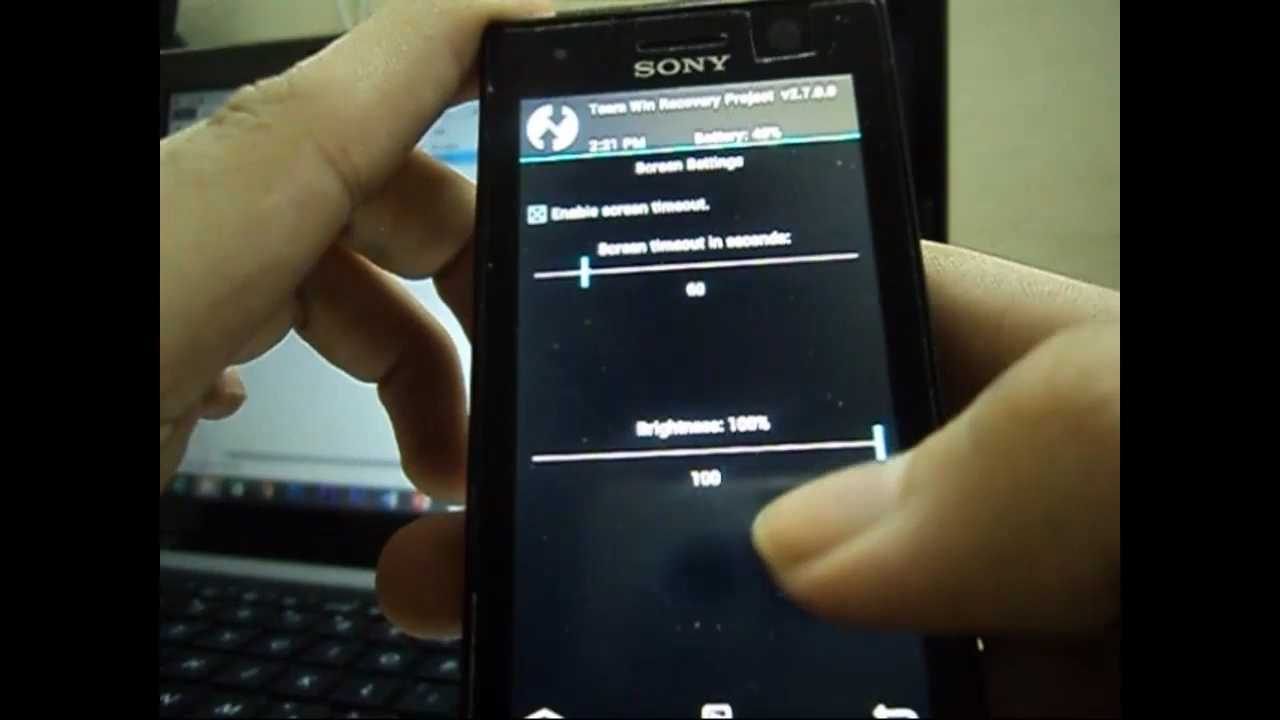 SONY
Team Win Recovery Project v2.7.0.0
2:21 PM Battery:
Screen Settings
Enable screen timeout.
Screen timeout in seconds:
60
Brightness: 100%
100